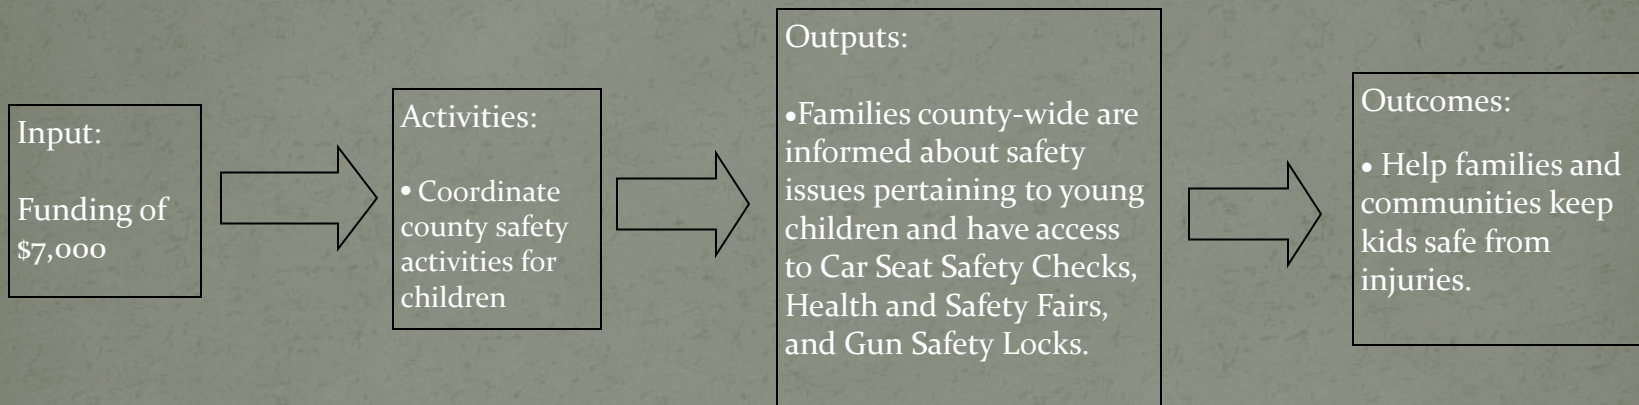 Input:
Funding of
$7,000
Activities:
• Coordinate
county safety
activities for
children
Outputs:
•Families county-wide are
informed about safety
issues pertaining to young
children and have access
to Car Seat Safety Checks,
Health and Safety Fairs,
and Gun Safety Locks.
Outcomes:
• Help families and
communities keep
kids safe from
injuries.